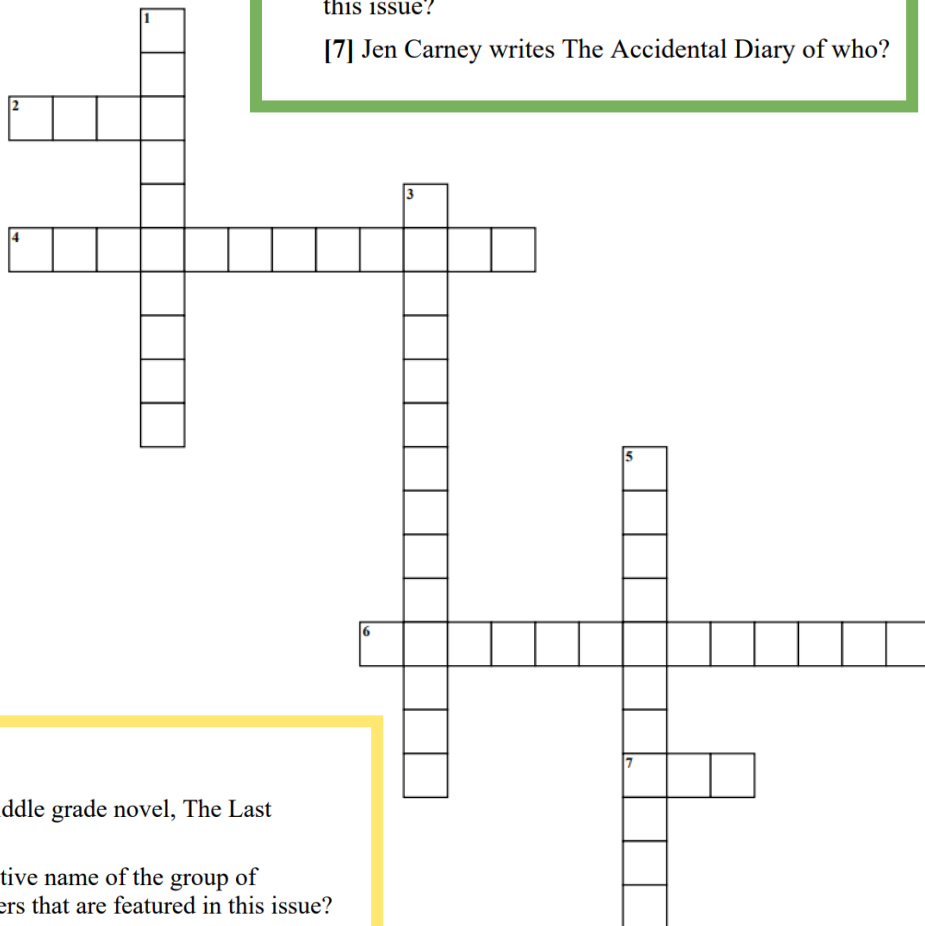 this issue?
[7] Jen Carney writes The Accidental Diary of who?
1
2
3
4
5
6
7
ddle grade novel, The Last
tive name of the group of
ers that are featured in this issue?